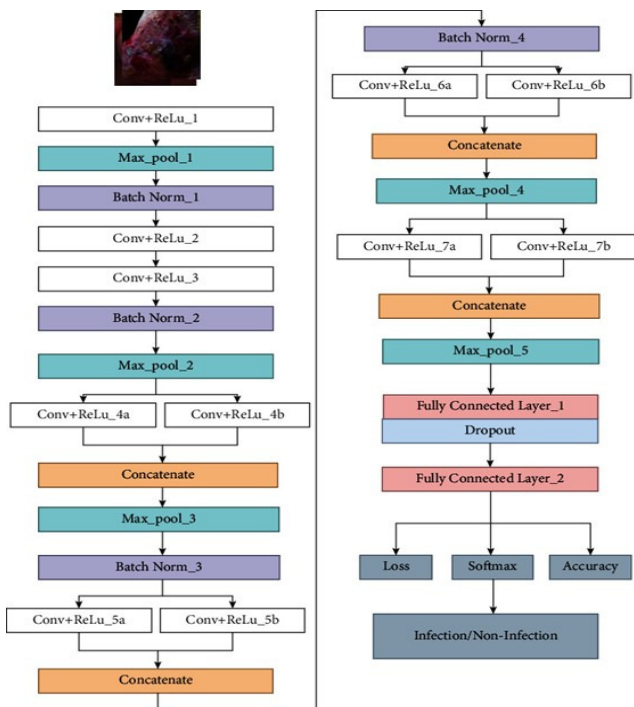 Conv+ReLu_1
Max_pool_1
Batch Norm_1
Conv+ReLu_2
Conv+ReLu_3
Batch Norm_2
Max_pool_2
Conv+ReLu_4a
Conv+ReLu_4b
Concatenate
Max_pool_3
Batch Norm_3
Conv+ReLu_5a
Conv+ReLu_5b
Concatenate
Batch Norm_4
Conv+ReLu_6a
Conv+ReLu_6b
Concatenate
Max_pool_4
Conv+ReLu_7a
Conv+ReLu_7b
Concatenate
Max_pool_5
Fully Connected Layer_1
Dropout
Fully Connected Layer_2
Loss
Softmax
Accuracy
Infection/Non-Infection